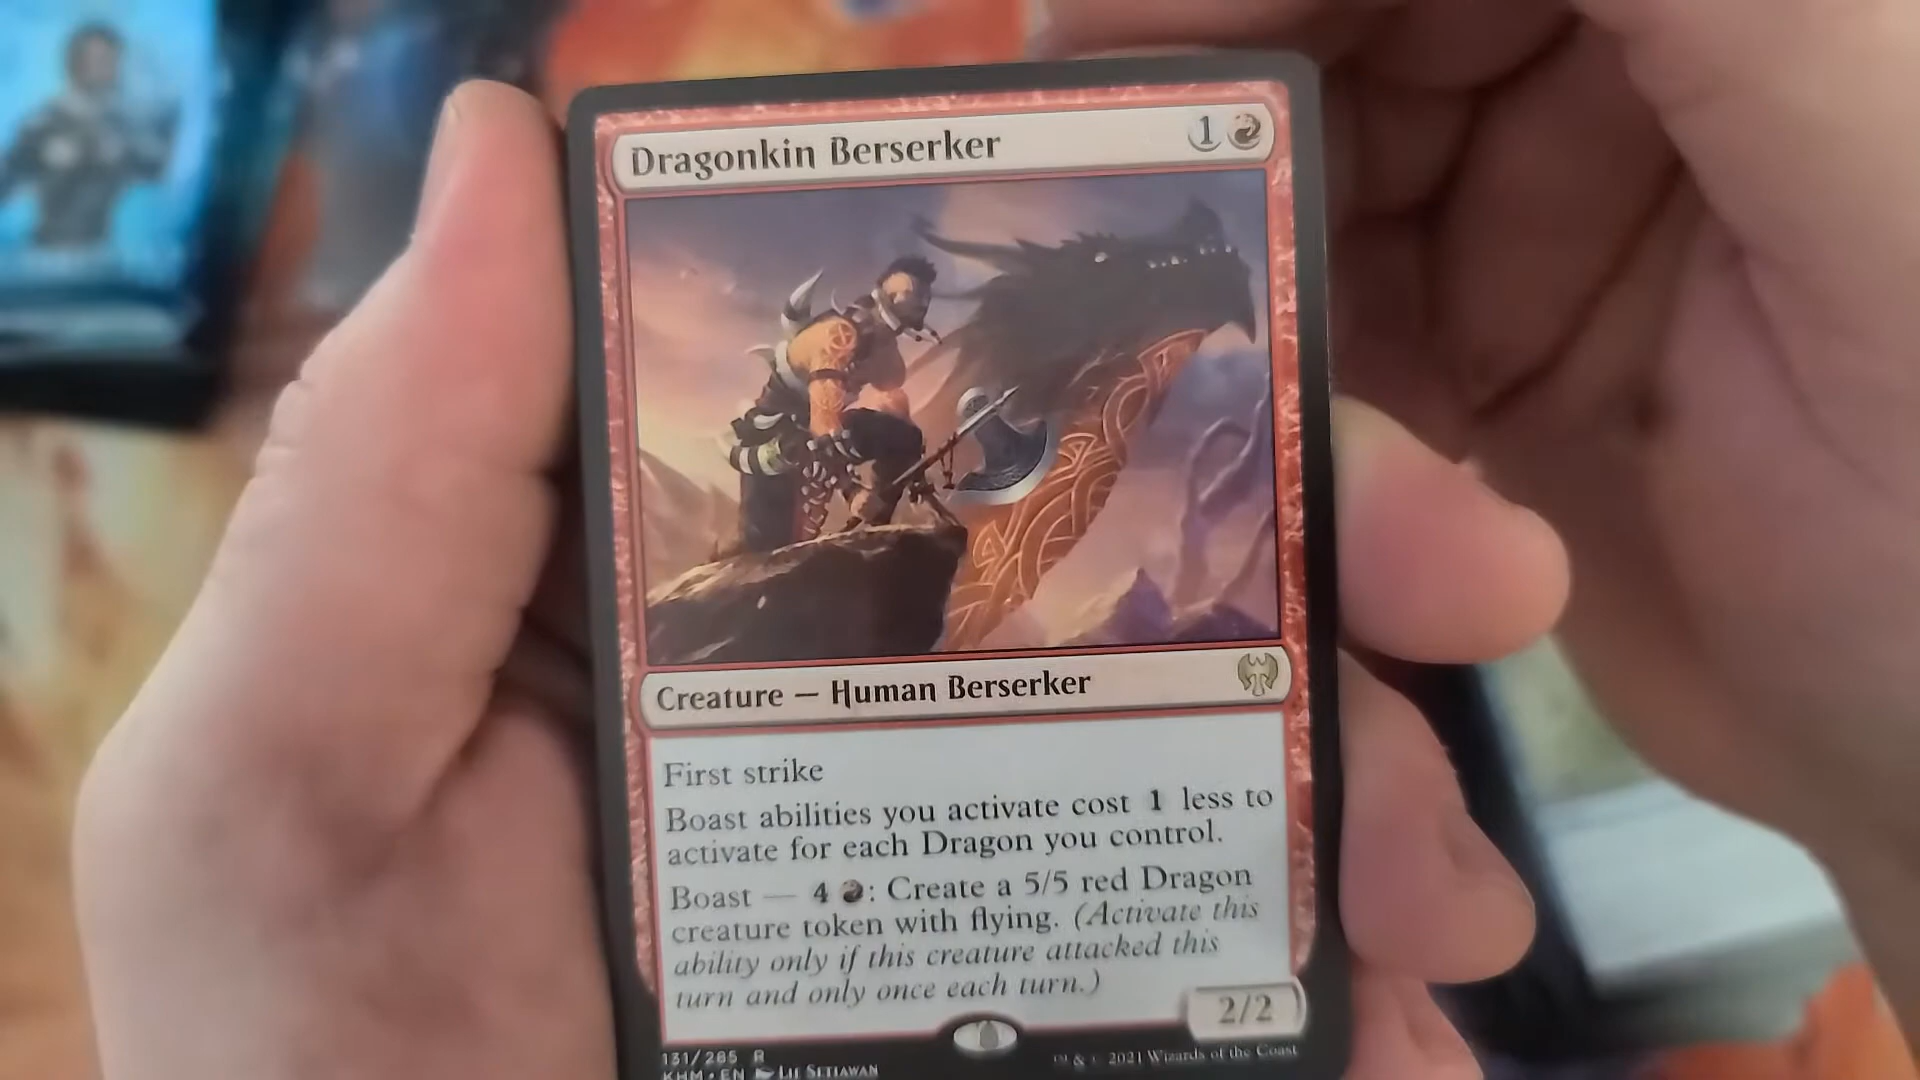 Dragonkin Berserker 1
Creature — Human Berserker
First strike
Boast abilities you activate cost 1 less to
activate for each Dragon you control.
Boast — 4 : Create a 5/5 red Dragon
creature token with flying. (Activate this
ability only if this creature attacked this
turn and only once each turn.)
2/2
131/285 R
KHM • EN LIE SETIAWAN
™ & © 2021 Wizards of the Coast